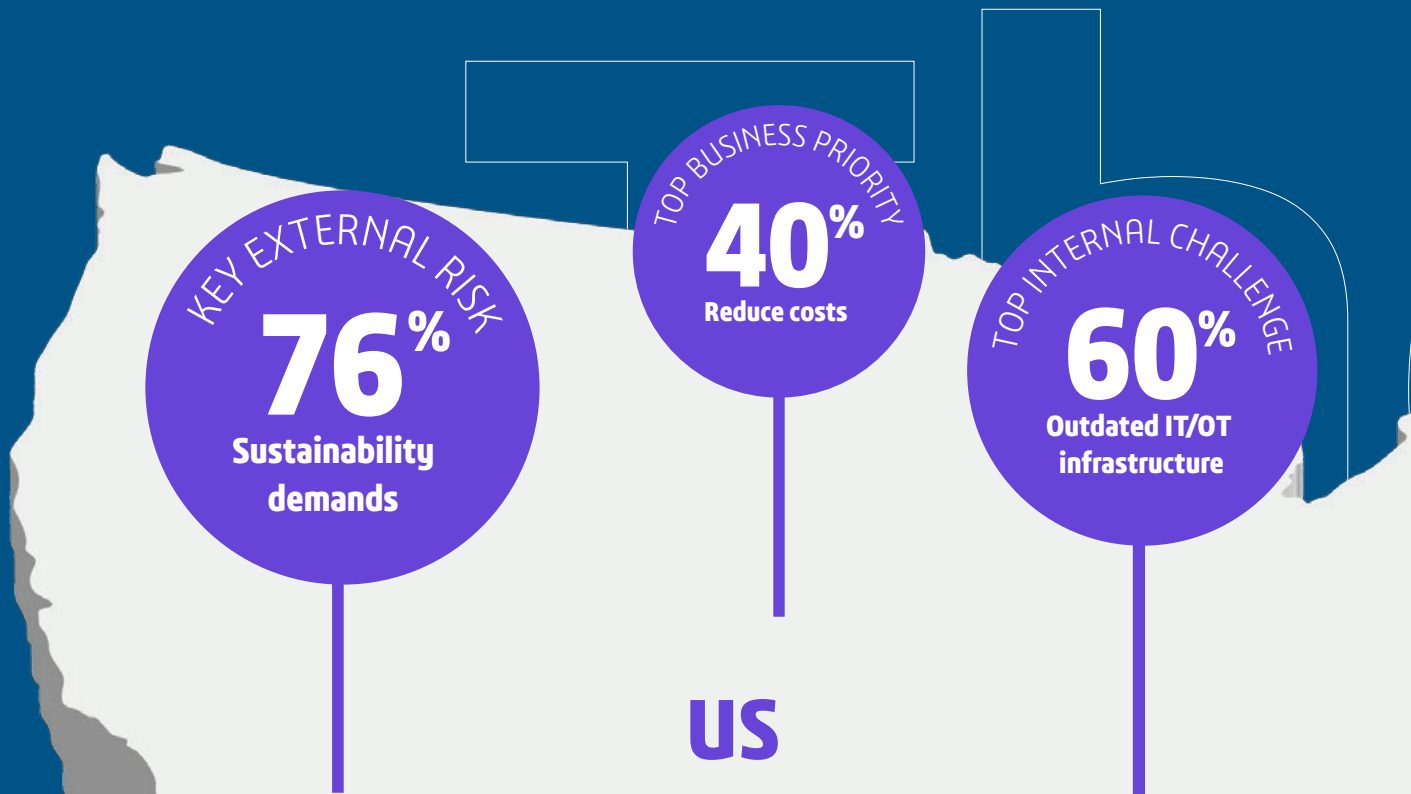 KEY EXTERNAL RISK
76%
Sustainability
demands
TOP BUSINESS PRIORITY
40%
Reduce costs
TOP INTERNAL CHALLENGE
60%
Outdated IT/OT
infrastructure
US